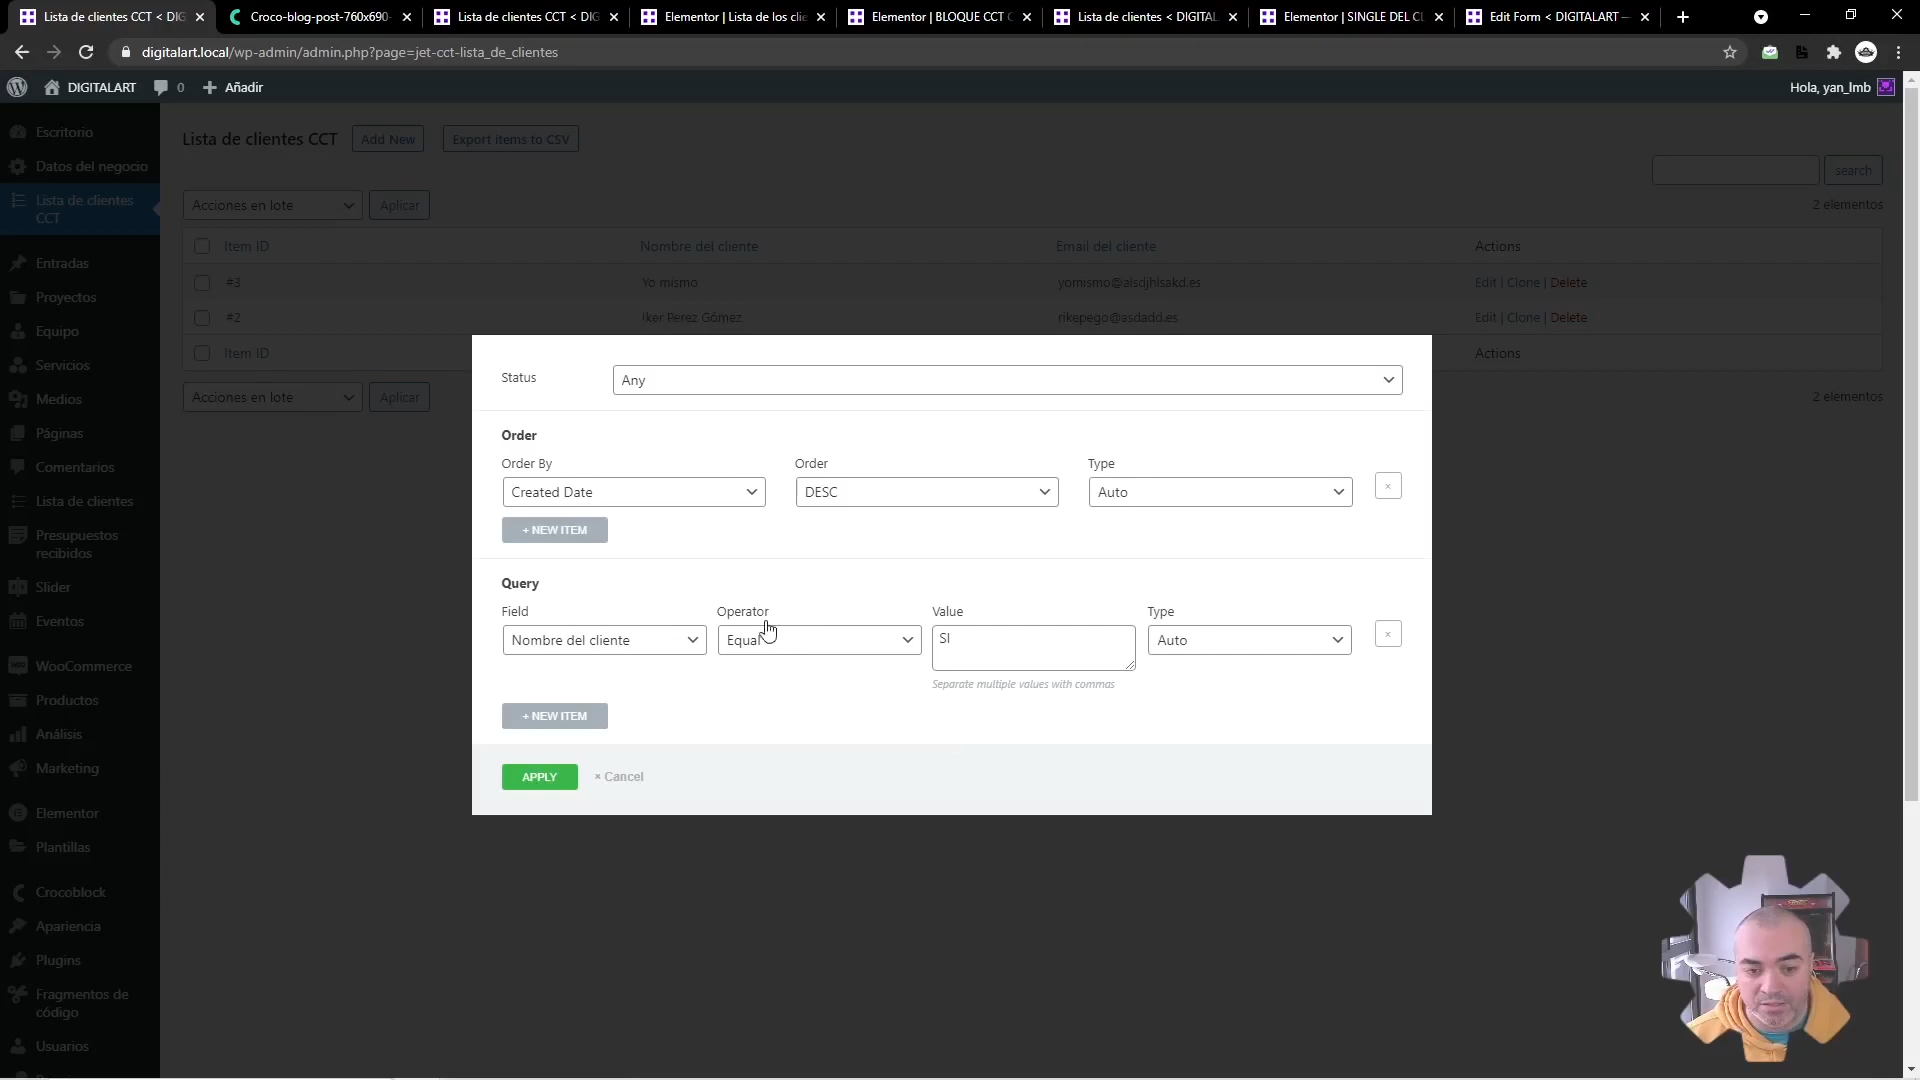 Lista de clientes CCT < DIG
Croco-blog-post-760x690-
Lista de clientes CCT < DIG
Elementor | Lista de los clie
Elementor | BLOQUE CCT C
Lista de clientes < DIGITAL
Elementor | SINGLE DEL CL
Edit Form < DIGITALART —
digitalart.local/wp-admin/admin.php?page=jet-cct-lista_de_clientes
DIGITALART
0
Añadir
Hola, yan_lmb
Escritorio
Datos del negocio
Lista de clientes
CCT
Entradas
Proyectos
Equipo
Servicios
Medios
Páginas
Comentarios
Lista de clientes
Presupuestos
recibidos
Slider
Eventos
WooCommerce
Productos
Análisis
Marketing
Elementor
Plantillas
Crocoblock
Apariencia
Plugins
Fragmentos de
código
Usuarios
Lista de clientes CCT
Add New
Export items to CSV
search
Acciones en lote
Aplicar
2 elementos
Item ID
Nombre del cliente
Email del cliente
Actions
#3
Yo mismo
yomismo@alsdjhlsakd.es
Edit | Clone | Delete
#2
Iker Perez Gómez
rikepego@asdadd.es
Edit | Clone | Delete
Item ID
Actions
Acciones en lote
Aplicar
2 elementos
Status
Any
Order
Order By
Order
Type
Created Date
DESC
Auto
×
+ NEW ITEM
Query
Field
Operator
Value
Type
Nombre del cliente
Equal
SI
Auto
×
Separate multiple values with commas
+ NEW ITEM
APPLY
× Cancel